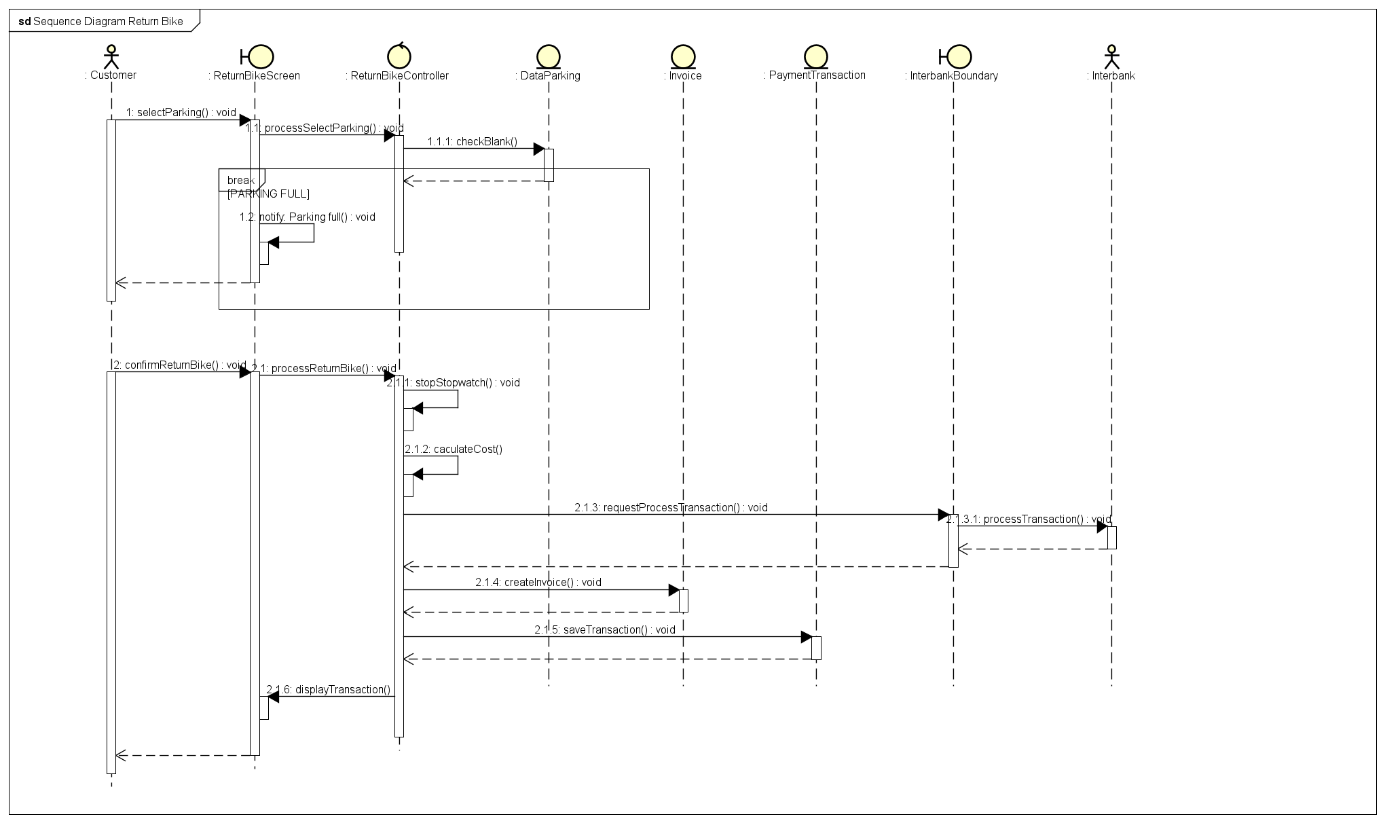 sd Sequence Diagram Return Bike
: Customer
: ReturnBikeScreen
: ReturnBikeController
: DataParking
: Invoice
: PaymentTransaction
: InterbankBoundary
: Interbank
1: selectParking() : void
1.1: processSelectParking() : void
1.1.1: checkBlank()
break
[PARKING FULL]
1.2: notify: Parking full() : void
2: confirmReturnBike() : void
2.1: processReturnBike() : void
2.1.1: stopStopwatch() : void
2.1.2: caculateCost()
2.1.3: requestProcessTransaction() : void
2.1.3.1: processTransaction() : void
2.1.4: createInvoice() : void
2.1.5: saveTransaction() : void
2.1.6: displayTransaction()